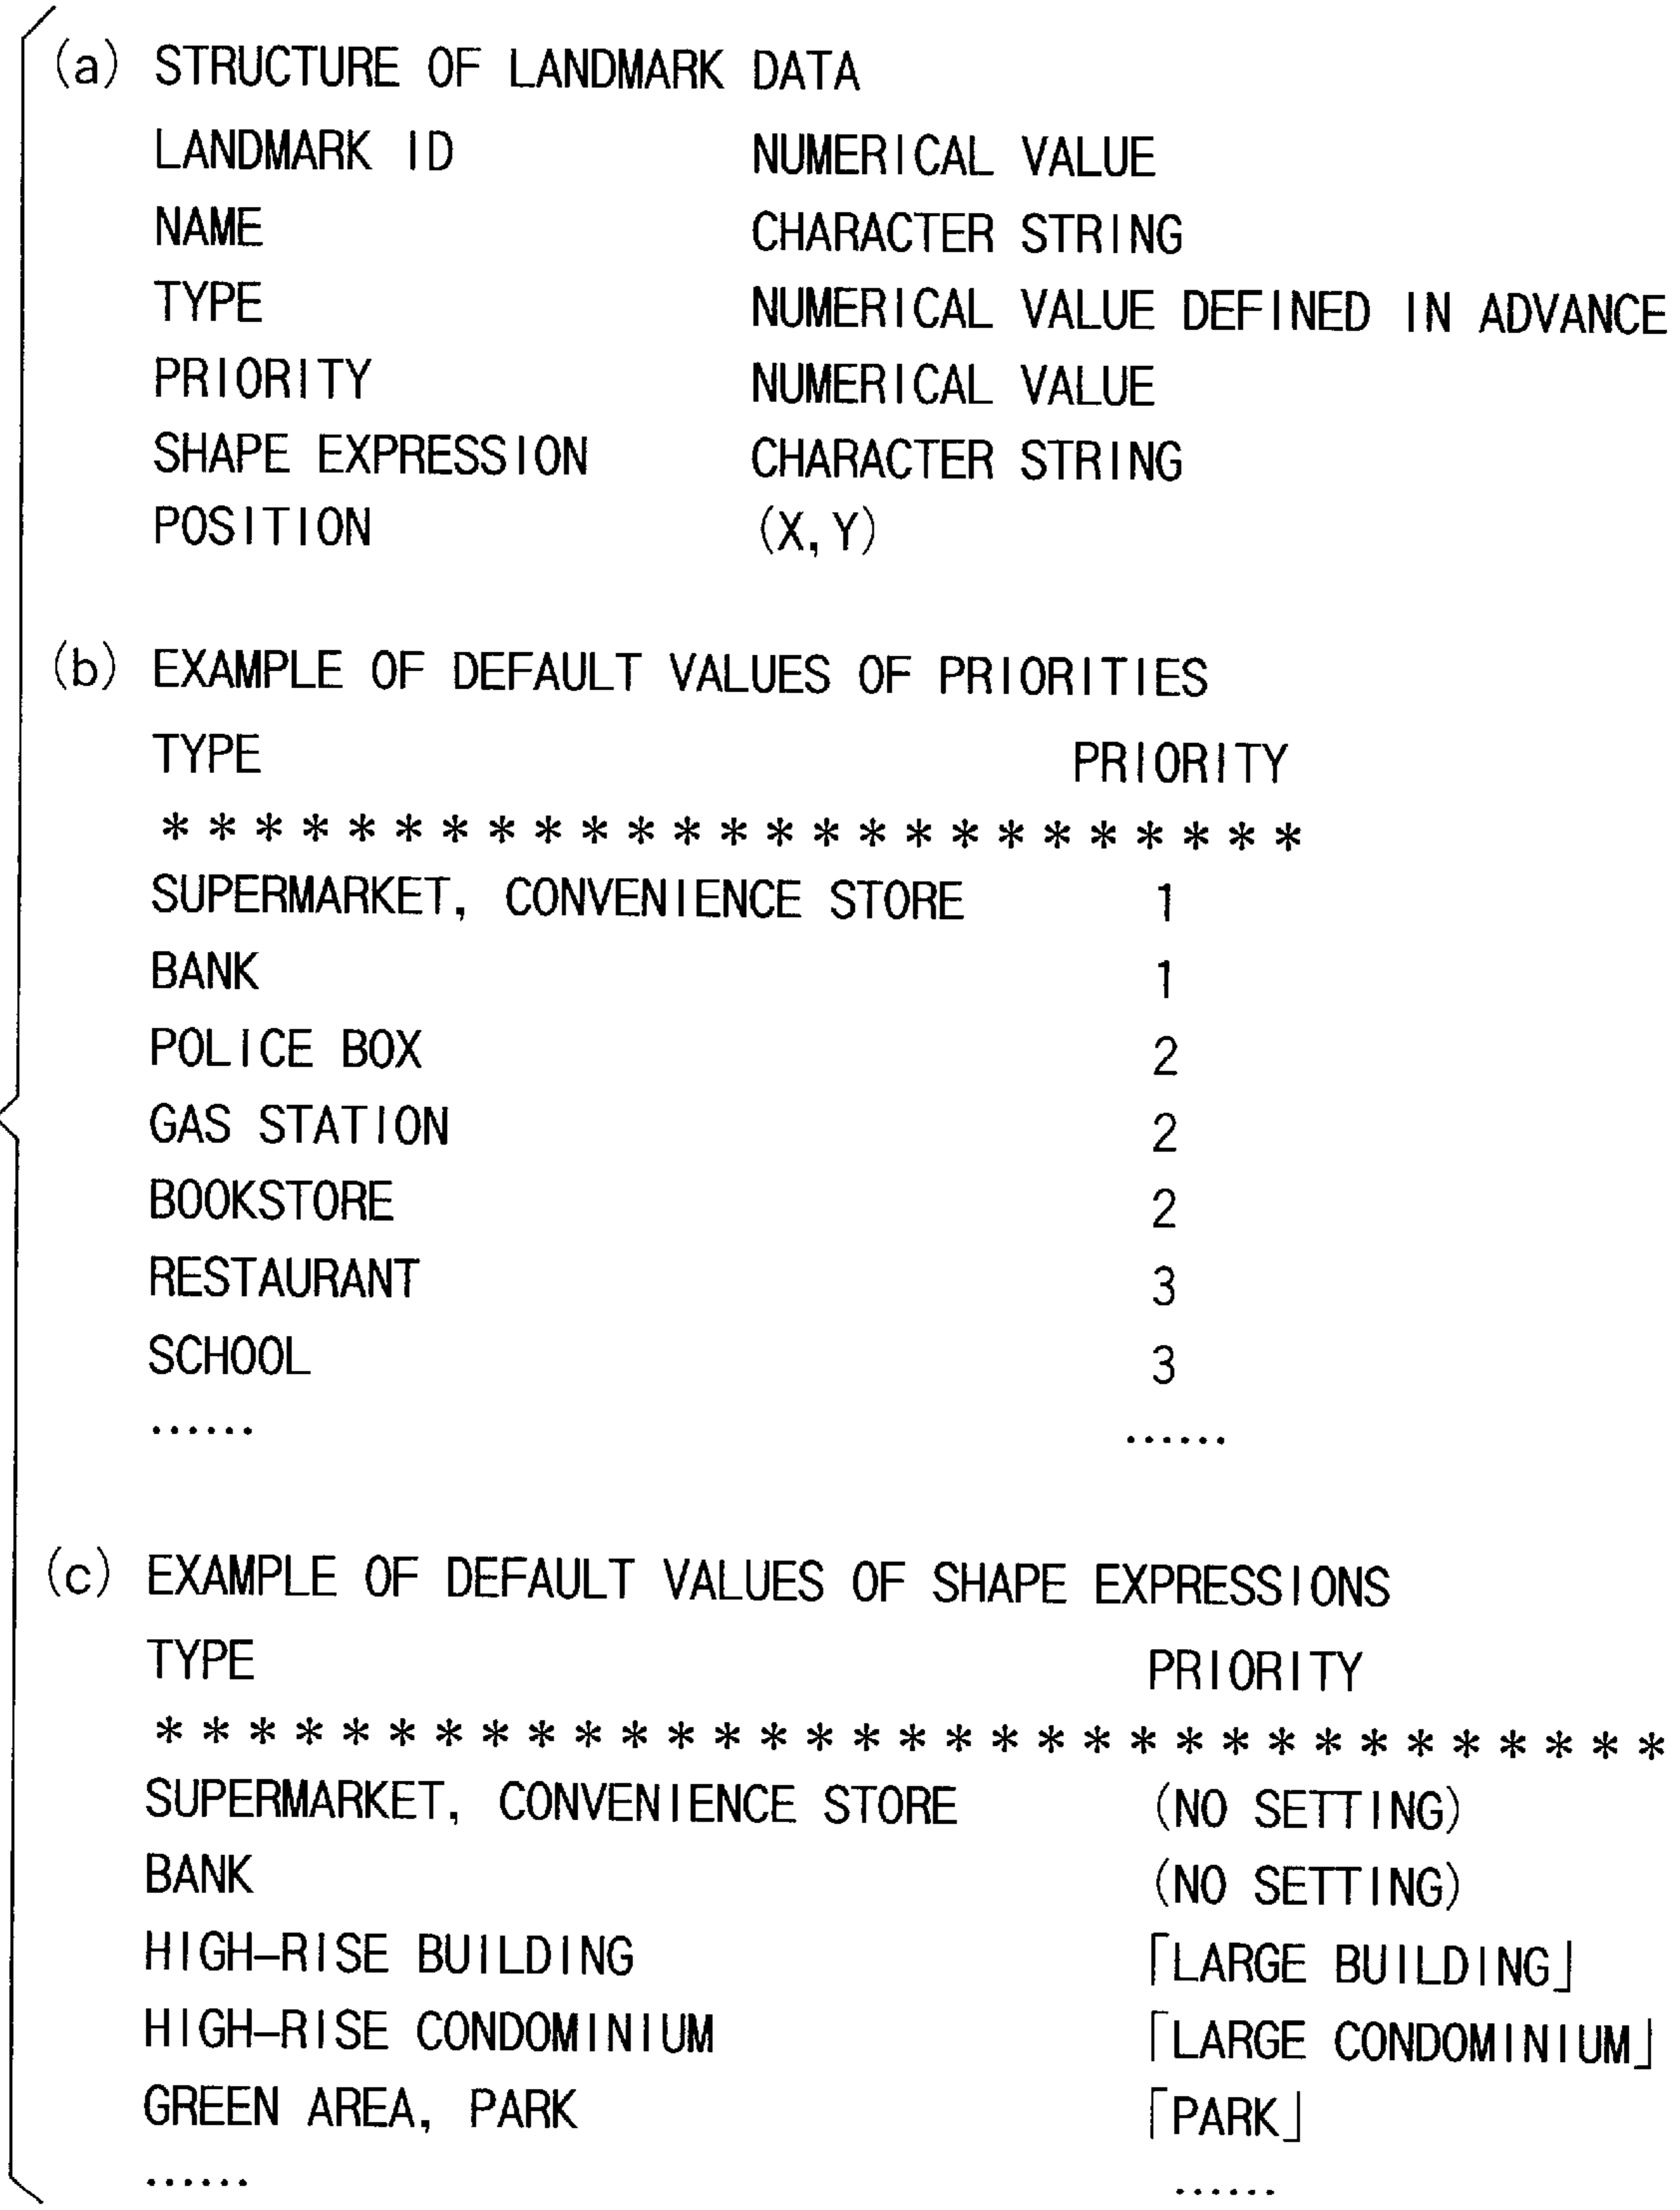 (a) STRUCTURE OF LANDMARK DATA
LANDMARK ID NUMERICAL VALUE
NAME CHARACTER STRING
TYPE NUMERICAL VALUE DEFINED IN ADVANCE
PRIORITY NUMERICAL VALUE
SHAPE EXPRESSION CHARACTER STRING
POSITION (X,Y)
(b) EXAMPLE OF DEFAULT VALUES OF PRIORITIES
TYPE PRIORITY
* * * * * * * * * * * * * * * * * * * * * * * * *
SUPERMARKET, CONVENIENCE STORE 1
BANK 1
POLICE BOX 2
GAS STATION 2
BOOKSTORE 2
RESTAURANT 3
SCHOOL 3
...... ......
(c) EXAMPLE OF DEFAULT VALUES OF SHAPE EXPRESSIONS
TYPE PRIORITY
* * * * * * * * * * * * * * * * * * * * * * * * * * * * * * * * *
SUPERMARKET, CONVENIENCE STORE (NO SETTING)
BANK (NO SETTING)
HIGH-RISE BUILDING 「LARGE BUILDING」
HIGH-RISE CONDOMINIUM 「LARGE CONDOMINIUM」
GREEN AREA, PARK 「PARK」
...... ......